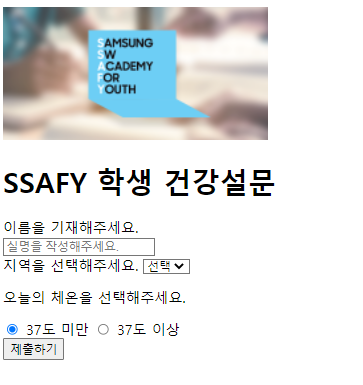 SAMSUNG
SW
ACADEMY
FOR
YOUTH
SSAFY 학생 건강설문
이름을 기재해주세요.
실명을 작성해주세요.
지역을 선택해주세요. 선택
오늘의 체온을 선택해주세요.
37도 미만 37도 이상
제출하기